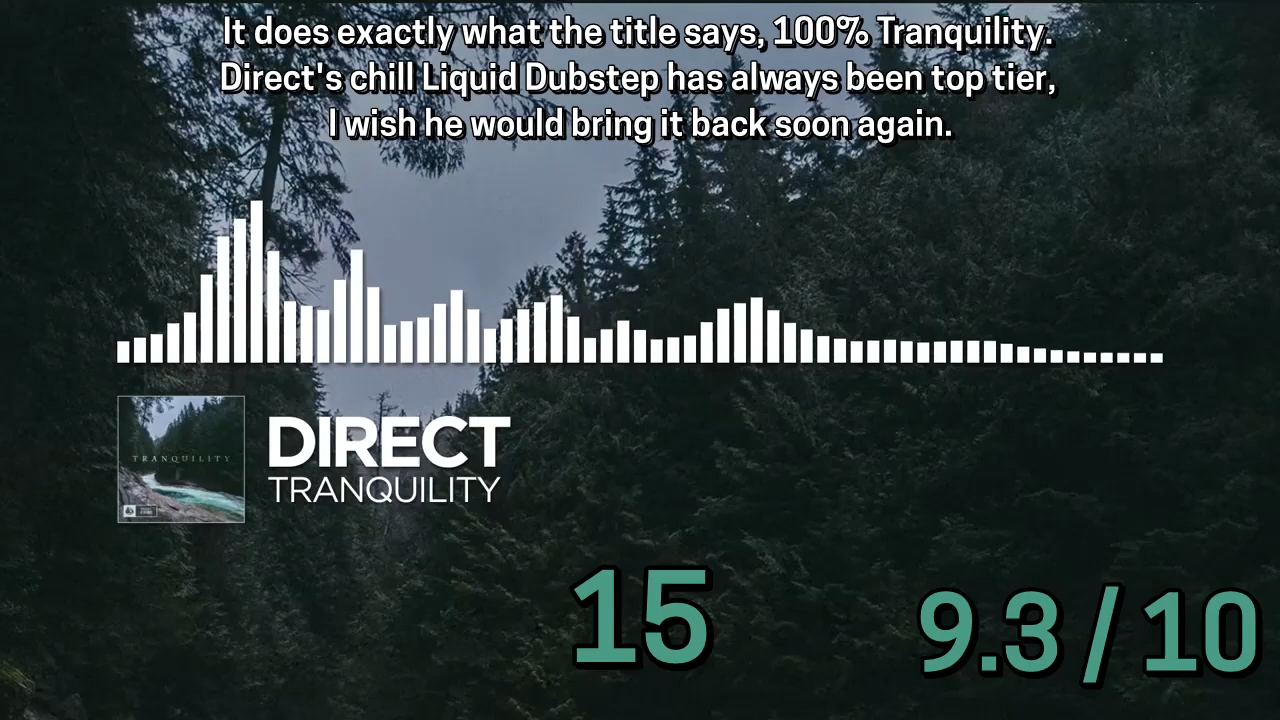 It does exactly what the title says, 100% Tranquility.
Direct's chill Liquid Dubstep has always been top tier,
I wish he would bring it back soon again.
TRANQUILITY
DIRECT
TRANQUILITY
15
9.3 / 10